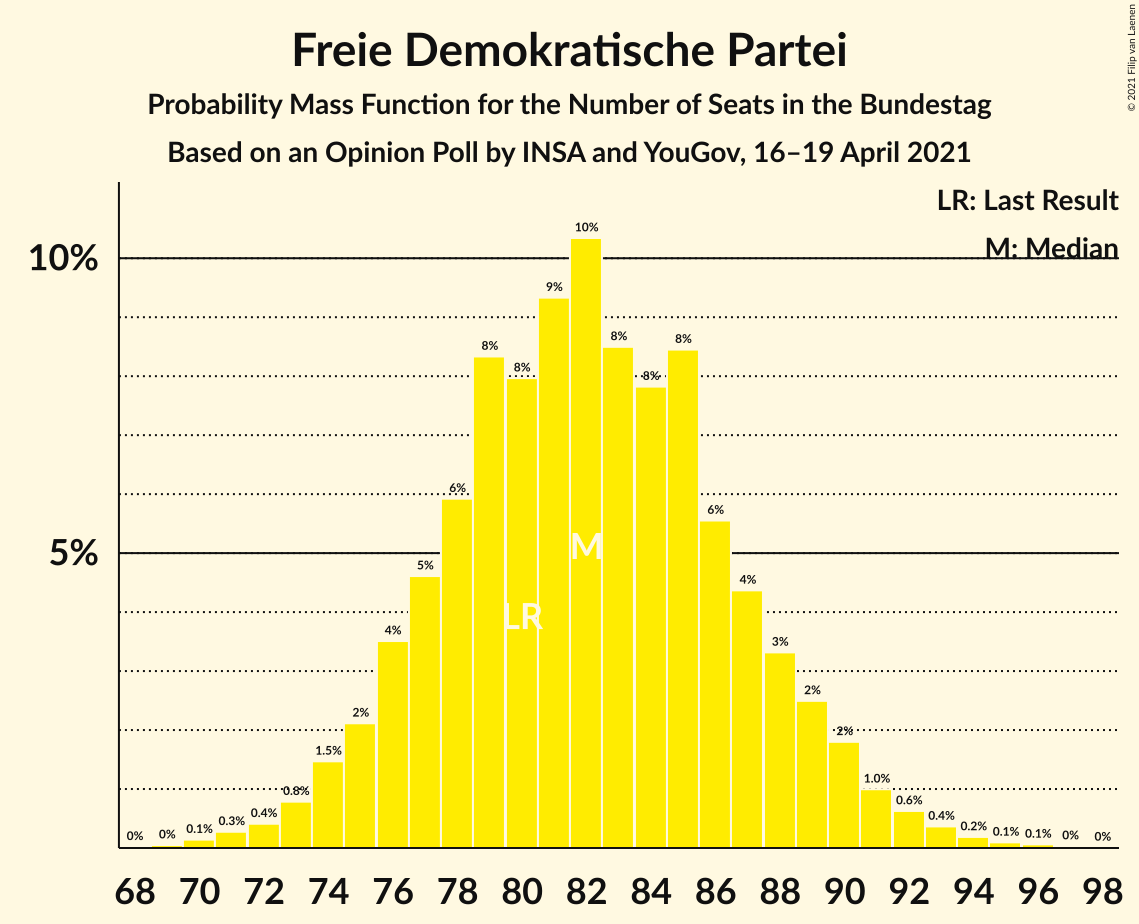 Freie Demokratische Partei
Probability Mass Function for the Number of Seats in the Bundestag
Based on an Opinion Poll by INSA and YouGov, 16–19 April 2021
© 2021 Filip van Laenen
LR: Last Result
M: Median
10%
5%
0% 0% 0.1% 0.3% 0.4% 0.8% 1.5% 2% 4% 5% 6% 8% 8% 9% 10% 8% 8% 8% 6% 4% 3% 2% 2% 1.0% 0.6% 0.4% 0.2% 0.1% 0.1% 0% 0%
M
LR
68 70 72 74 76 78 80 82 84 86 88 90 92 94 96 98